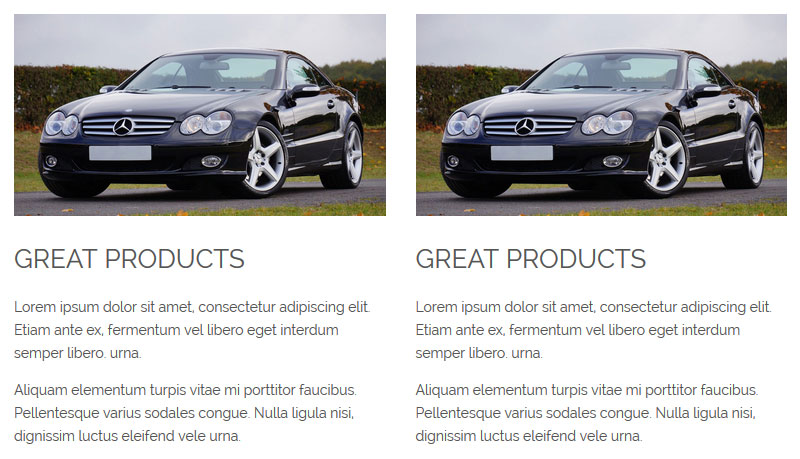 GREAT PRODUCTS
Lorem ipsum dolor sit amet, consectetur adipiscing elit.
Etiam ante ex, fermentum vel libero eget interdum
semper libero. urna.
Aliquam elementum turpis vitae mi porttitor faucibus.
Pellentesque varius sodales congue. Nulla ligula nisi,
dignissim luctus eleifend vele urna.
GREAT PRODUCTS
Lorem ipsum dolor sit amet, consectetur adipiscing elit.
Etiam ante ex, fermentum vel libero eget interdum
semper libero. urna.
Aliquam elementum turpis vitae mi porttitor faucibus.
Pellentesque varius sodales congue. Nulla ligula nisi,
dignissim luctus eleifend vele urna.